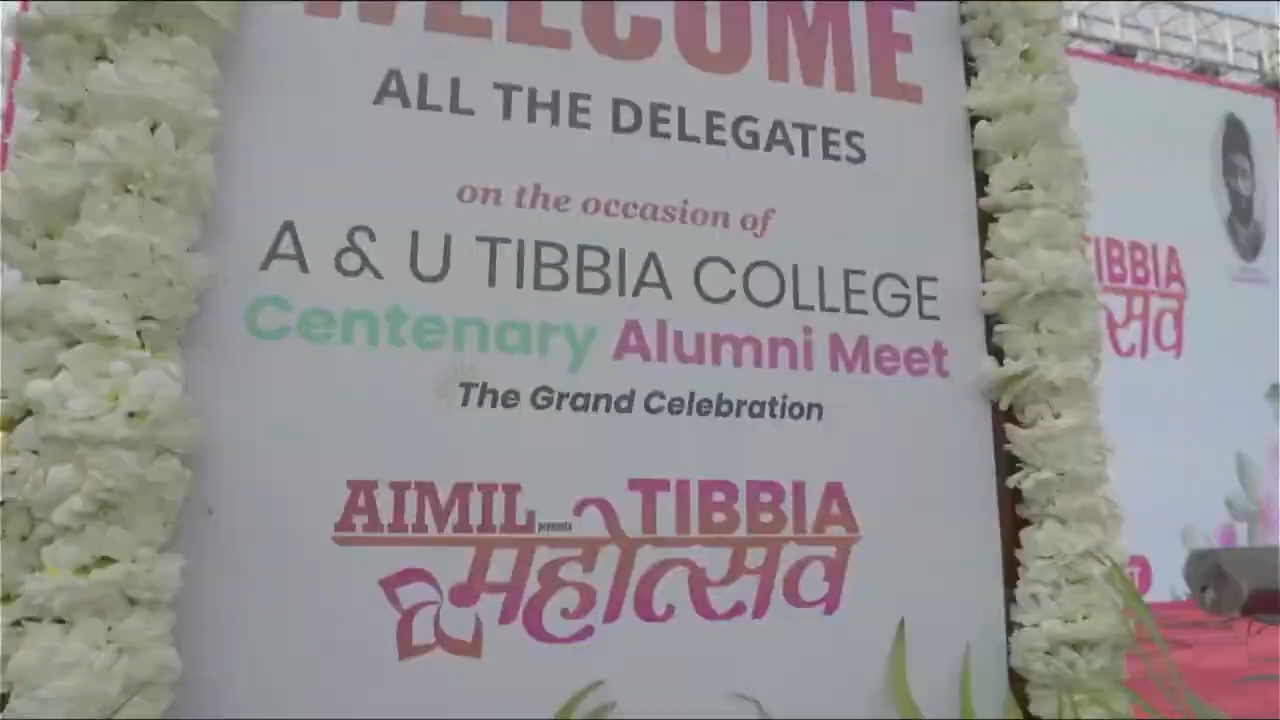 WELCOME
ALL THE DELEGATES
on the occasion of
A & U TIBBIA COLLEGE
Centenary Alumni Meet
The Grand Celebration
AIMIL presents TIBBIA
महोत्सव
TIBBIA
त्सव